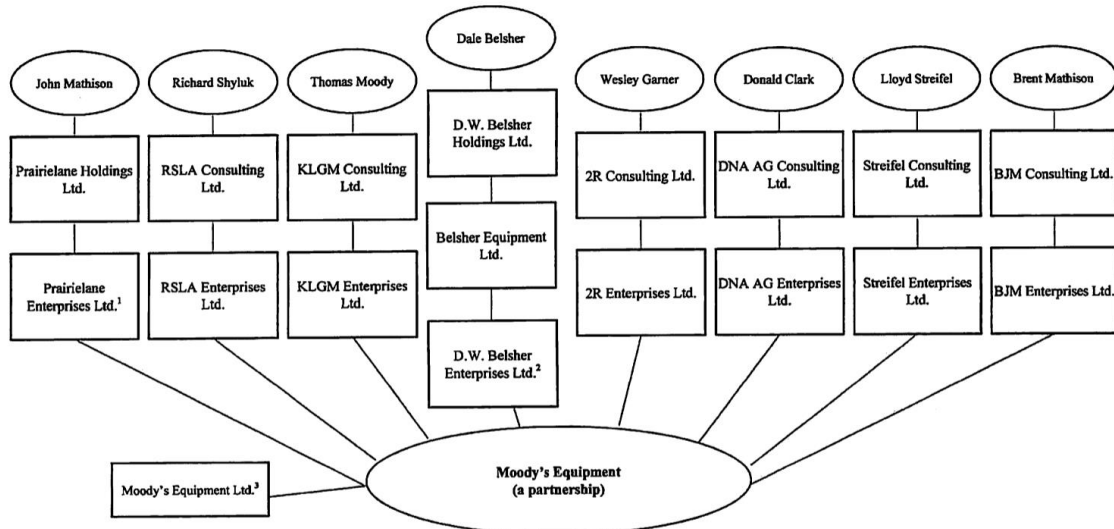 Dale Belsher
John Mathison
Richard Shyluk
Thomas Moody
Wesley Garner
Donald Clark
Lloyd Streifel
Brent Mathison
D.W. Belsher
Holdings Ltd.
Prairielane Holdings
Ltd.
RSLA Consulting
Ltd.
KLGM Consulting
Ltd.
2R Consulting Ltd.
DNA AG Consulting
Ltd.
Streifel Consulting
Ltd.
BJM Consulting Ltd.
Belsher Equipment
Ltd.
Prairielane
Enterprises Ltd.¹
RSLA Enterprises
Ltd.
KLGM Enterprises
Ltd.
2R Enterprises Ltd.
DNA AG Enterprises
Ltd.
Streifel Enterprises
Ltd.
BJM Enterprises Ltd.
D.W. Belsher
Enterprises Ltd.²
Moody's Equipment
(a partnership)
Moody's Equipment Ltd.³